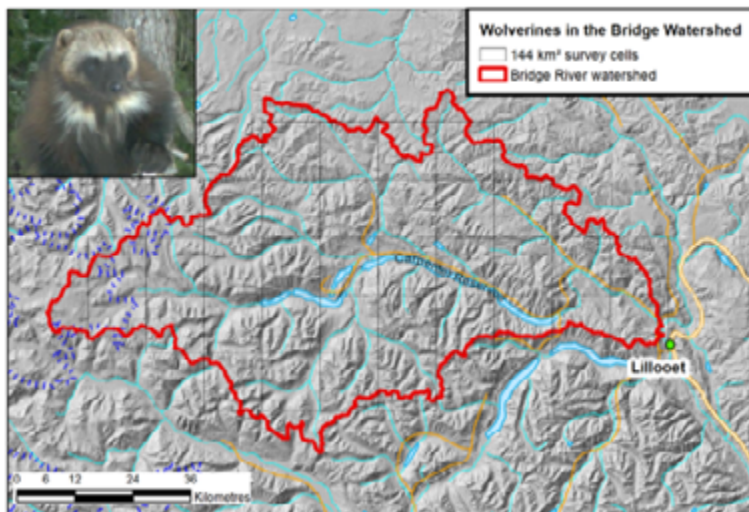 Wolverines in the Bridge Watershed
144 km² survey cells
Bridge River watershed
Carpenter Reservoir
Lillooet
0 6 12 24 36
Kilometres